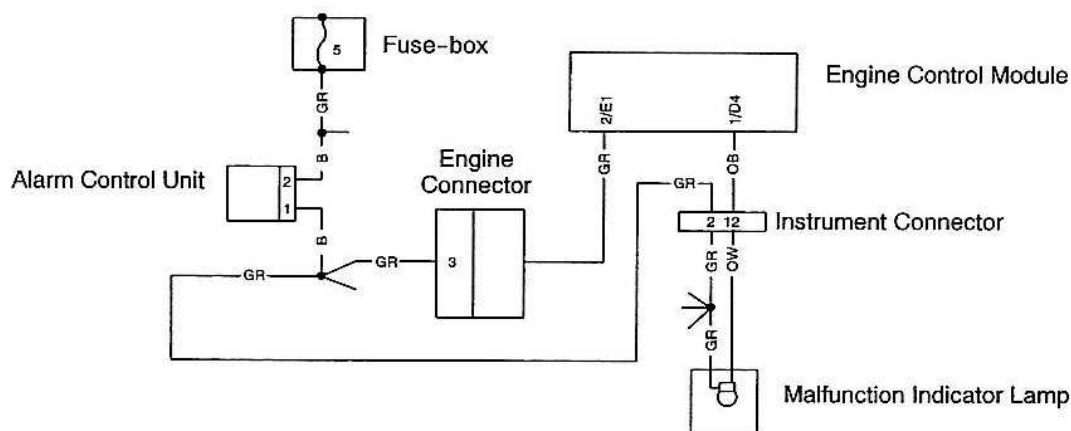 5
Fuse-box
Engine Control Module
2/E1
1/D4
GR
GR
OB
B
Alarm Control Unit
2
1
Engine
Connector
GR
2 12
Instrument Connector
B
GR
GR
3
GR
OW
GR
Malfunction Indicator Lamp